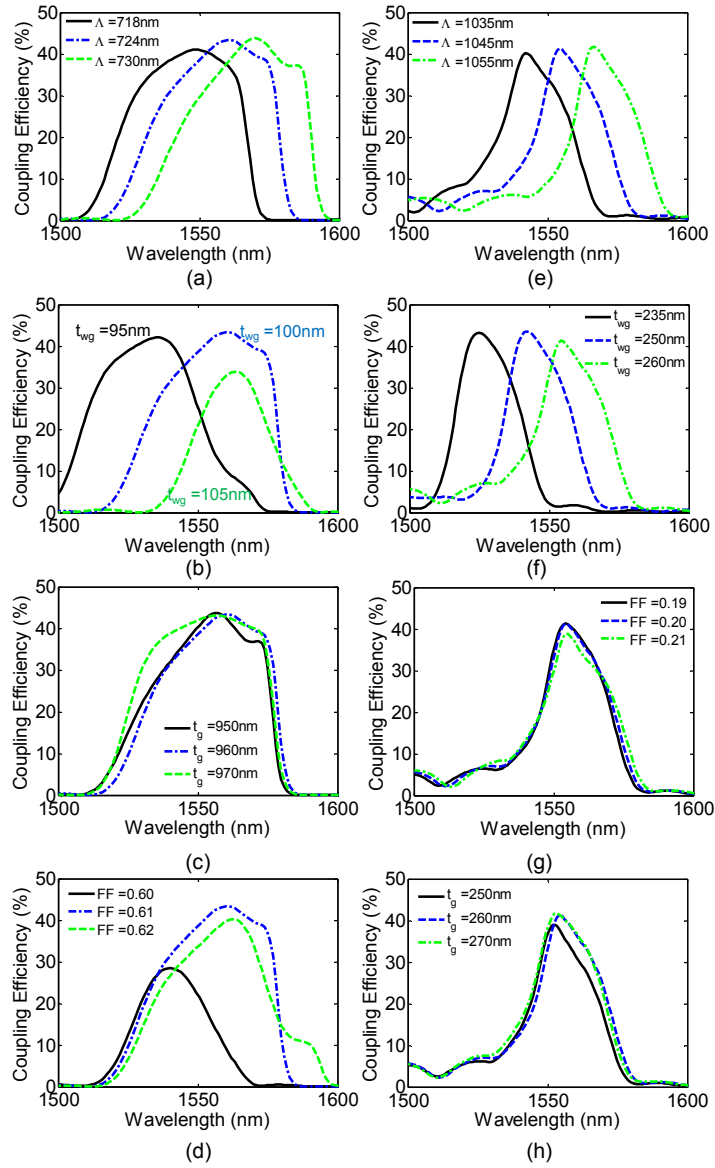 Coupling Efficiency (%)
50
40
30
20
10
0
Λ =718nm
Λ =724nm
Λ =730nm
1500 1550 1600
Wavelength (nm)
(a)
Coupling Efficiency (%)
50
40
30
20
10
0
Λ =1035nm
Λ =1045nm
Λ =1055nm
1500 1550 1600
Wavelength (nm)
(e)
Coupling Efficiency (%)
50
40
30
20
10
0
t_wg =95nm
t_wg =100nm
t_wg =105nm
1500 1550 1600
Wavelength (nm)
(b)
Coupling Efficiency (%)
50
40
30
20
10
0
t_wg =235nm
t_wg =250nm
t_wg =260nm
1500 1550 1600
Wavelength (nm)
(f)
Coupling Efficiency (%)
50
40
30
20
10
0
t_g =950nm
t_g =960nm
t_g =970nm
1500 1550 1600
Wavelength (nm)
(c)
Coupling Efficiency (%)
50
40
30
20
10
0
FF =0.19
FF =0.20
FF =0.21
1500 1550 1600
Wavelength (nm)
(g)
Coupling Efficiency (%)
50
40
30
20
10
0
FF =0.60
FF =0.61
FF =0.62
1500 1550 1600
Wavelength (nm)
(d)
Coupling Efficiency (%)
50
40
30
20
10
0
t_g =250nm
t_g =260nm
t_g =270nm
1500 1550 1600
Wavelength (nm)
(h)